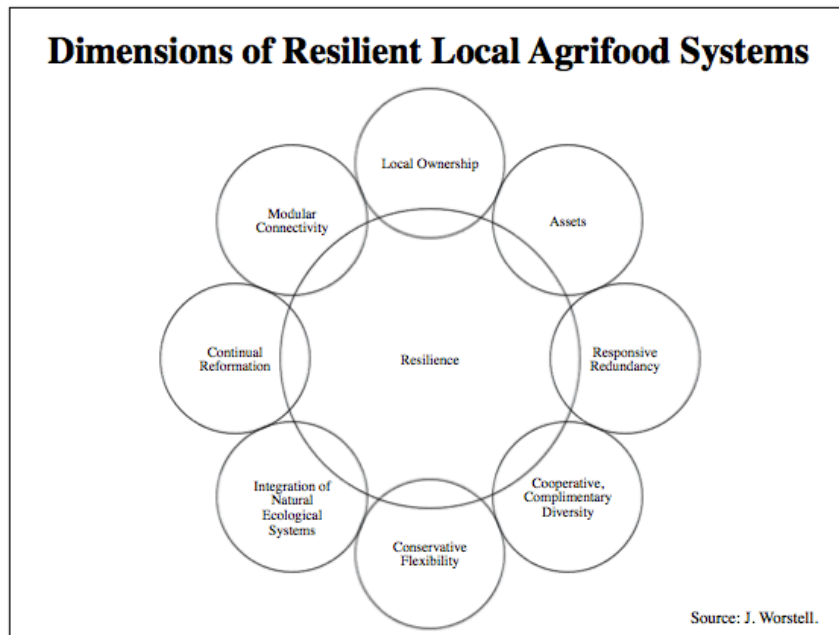 Dimensions of Resilient Local Agrifood Systems
Local Ownership
Modular
Connectivity
Assets
Continual
Reformation
Resilience
Responsive
Redundancy
Integration of
Natural
Ecological
Systems
Cooperative,
Complimentary
Diversity
Conservative
Flexibility
Source: J. Worstell.